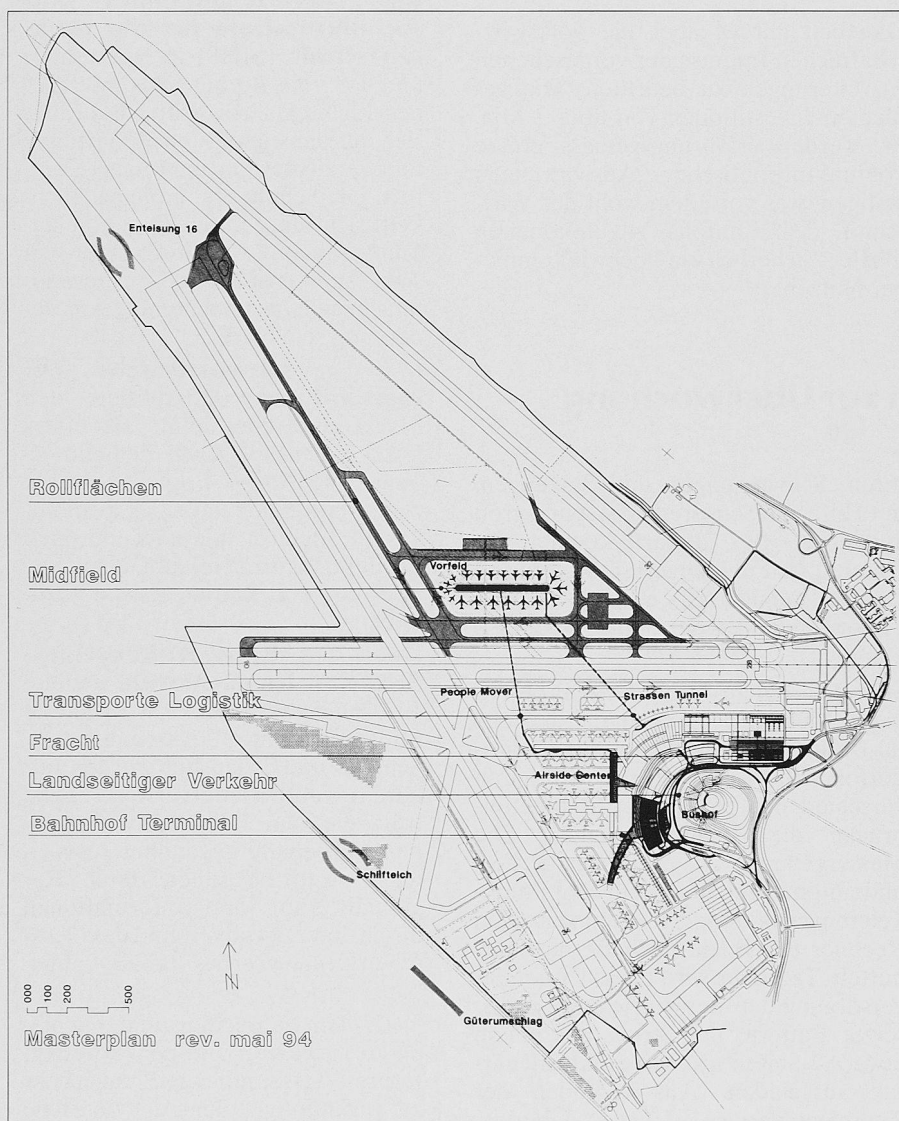 Enteisung 16
Rollflächen
Vorfeld
Midfield
28
People Mover
Strassen Tunnel
Transporte Logistik
Fracht
Airside Center
Landseitiger Verkehr
Bushof
Bahnhof Terminal
Schilfteich
000 100 200 500
N
Güterumschlag
Masterplan rev. mai 94